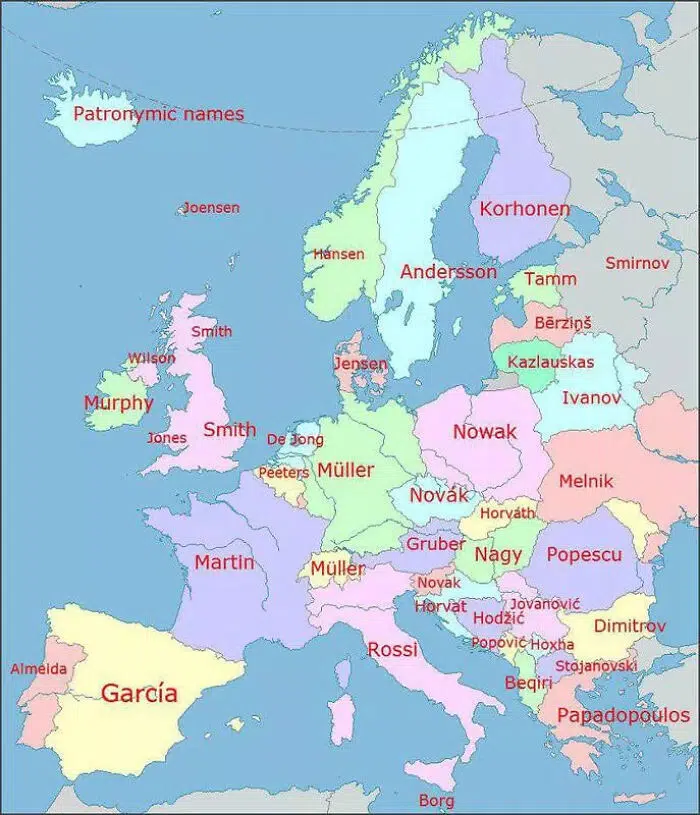 Patronymic names
Joensen
Korhonen
Hansen
Andersson
Smirnov
Tamm
Smith
Bērziņš
Wilson
Jensen
Kazlauskas
Murphy
Ivanov
Jones
Smith
De Jong
Nowak
Peeters
Müller
Melnik
Novák
Horváth
Gruber
Nagy
Popescu
Martin
Müller
Novak
Horvat
Jovanović
Hodžić
Dimitrov
Popović
Hoxha
Rossi
Stojanovski
Almeida
Beqiri
García
Papadopoulos
Borg